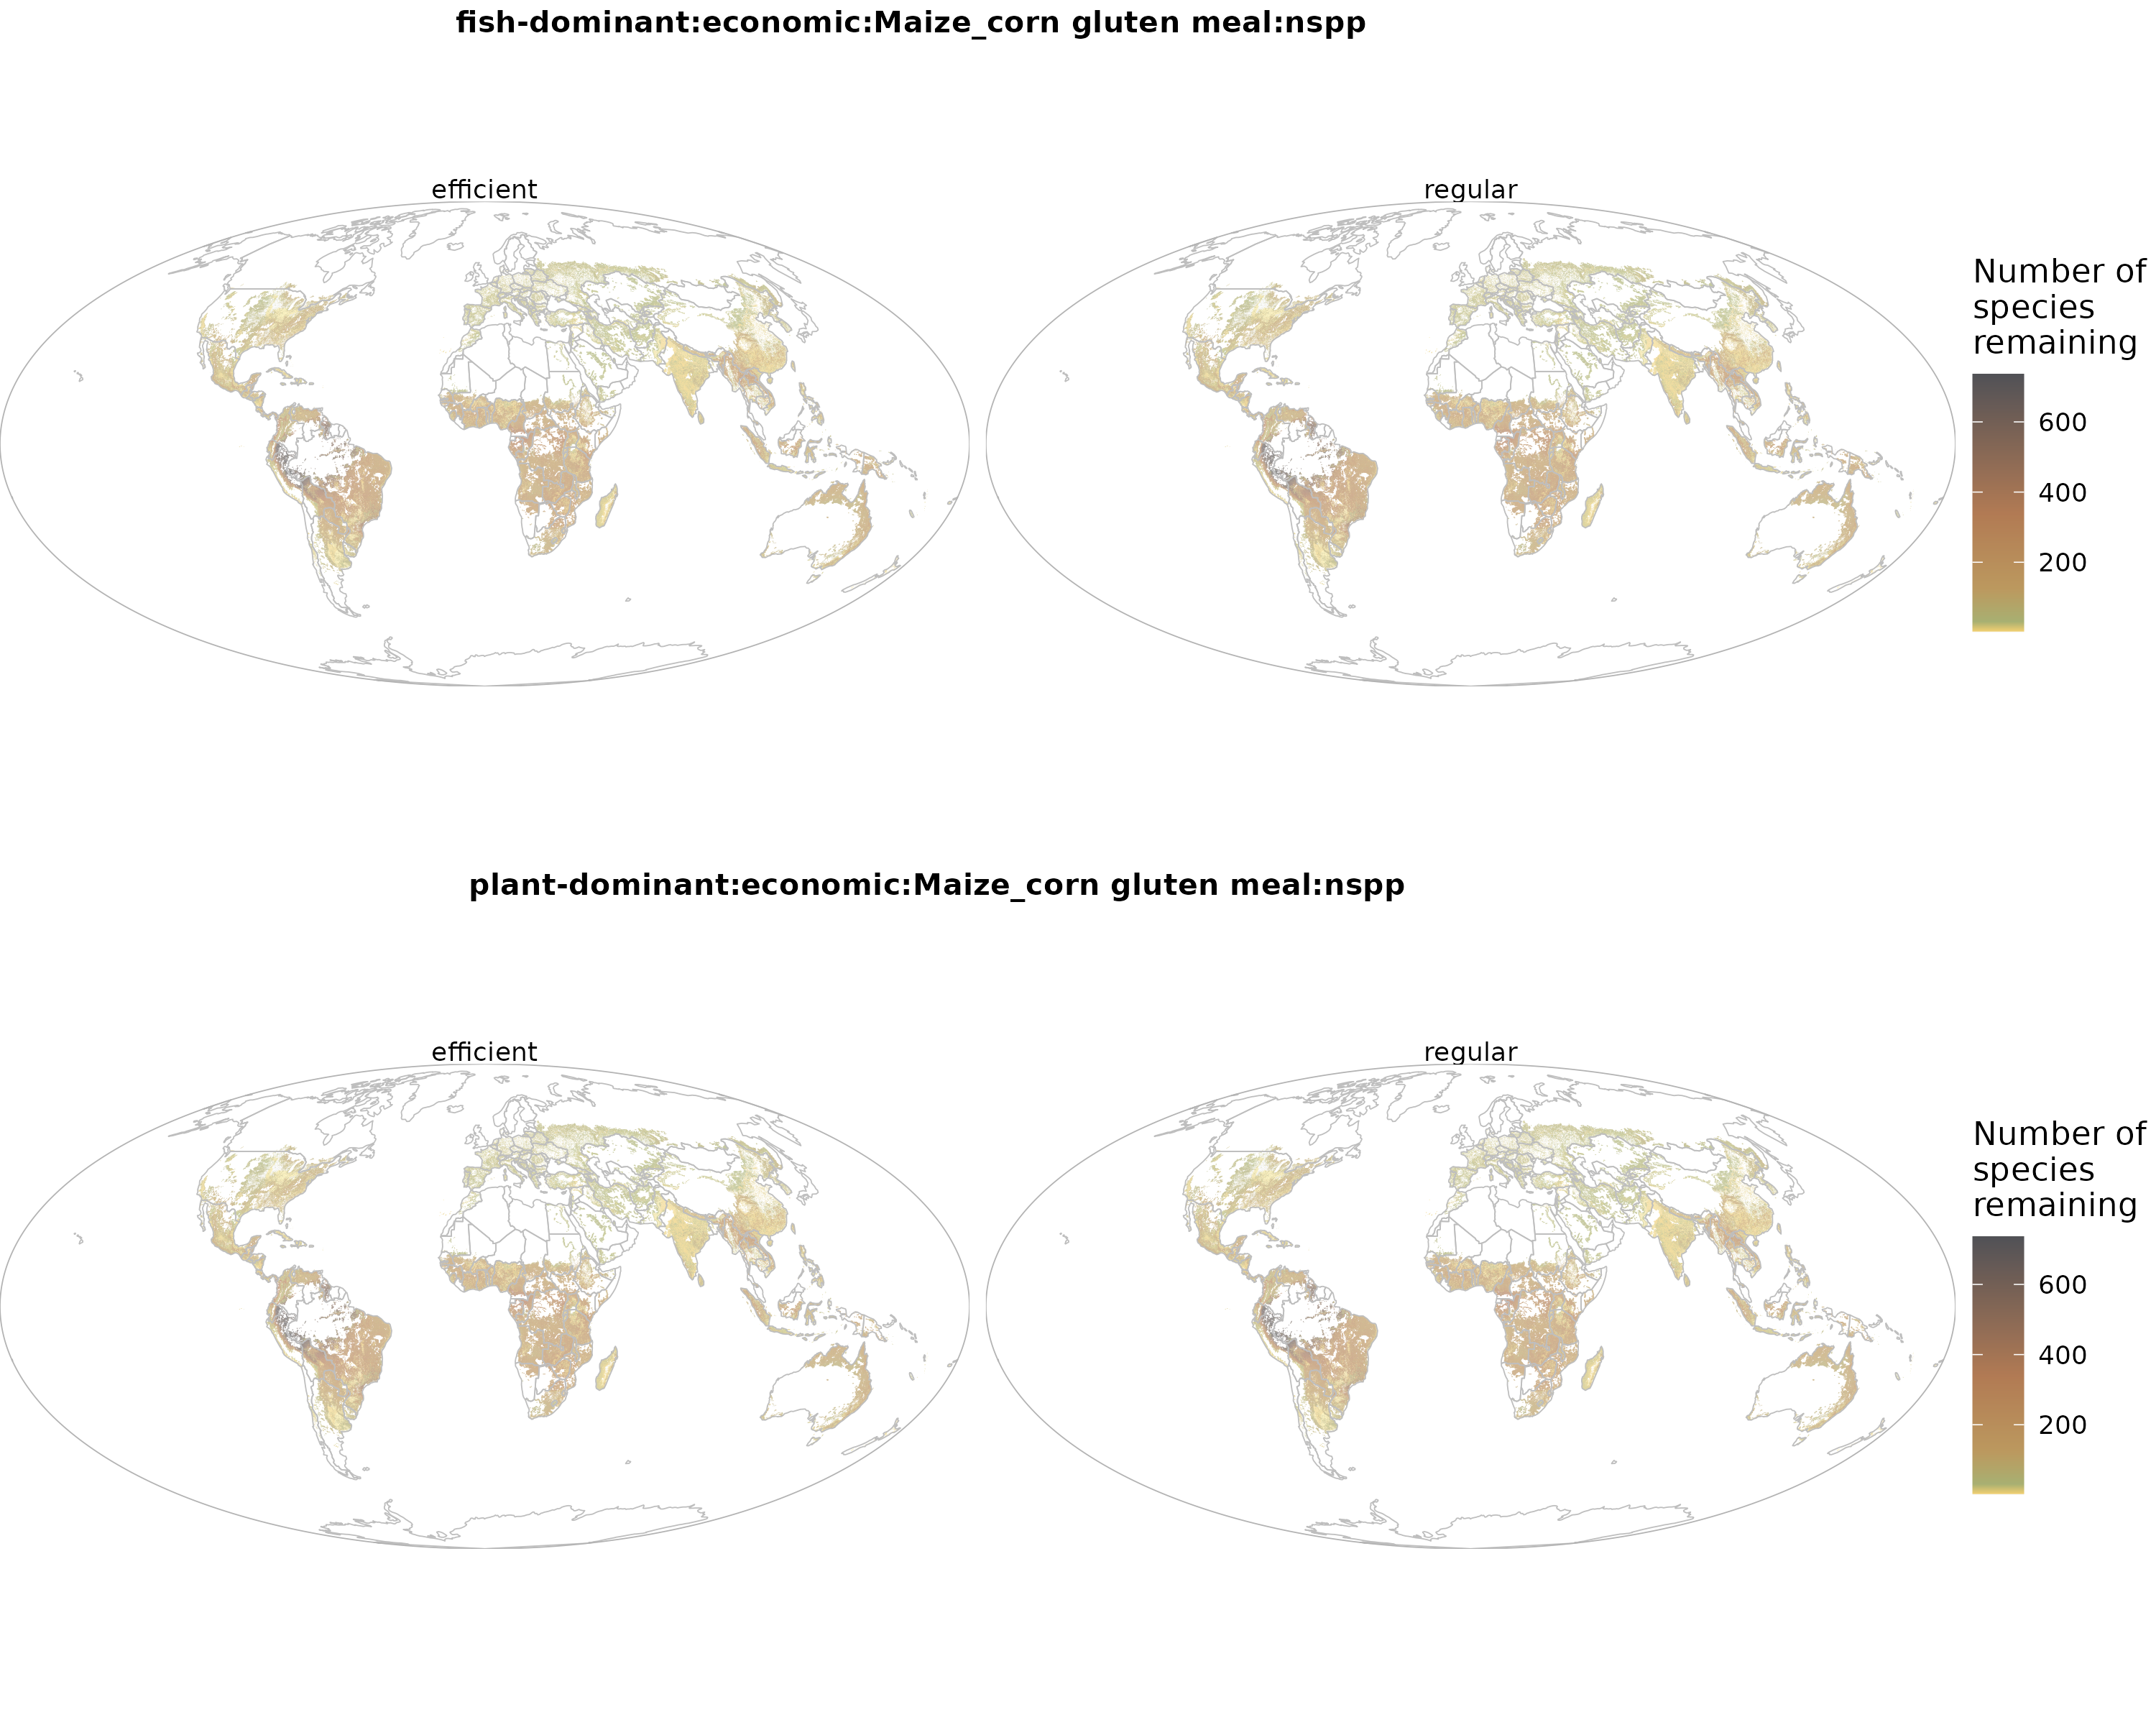 fish-dominant:economic:Maize_corn gluten meal:nspp
efficient
regular
Number of
species
remaining
600
400
200
plant-dominant:economic:Maize_corn gluten meal:nspp
efficient
regular
Number of
species
remaining
600
400
200